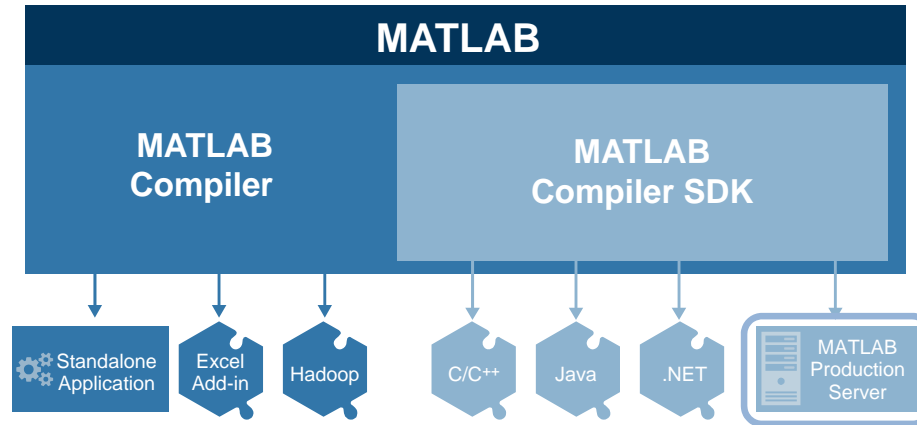 MATLAB
MATLAB
Compiler
MATLAB
Compiler SDK
Standalone
Application
Excel
Add-in
Hadoop
C/C++
Java
.NET
MATLAB
Production
Server